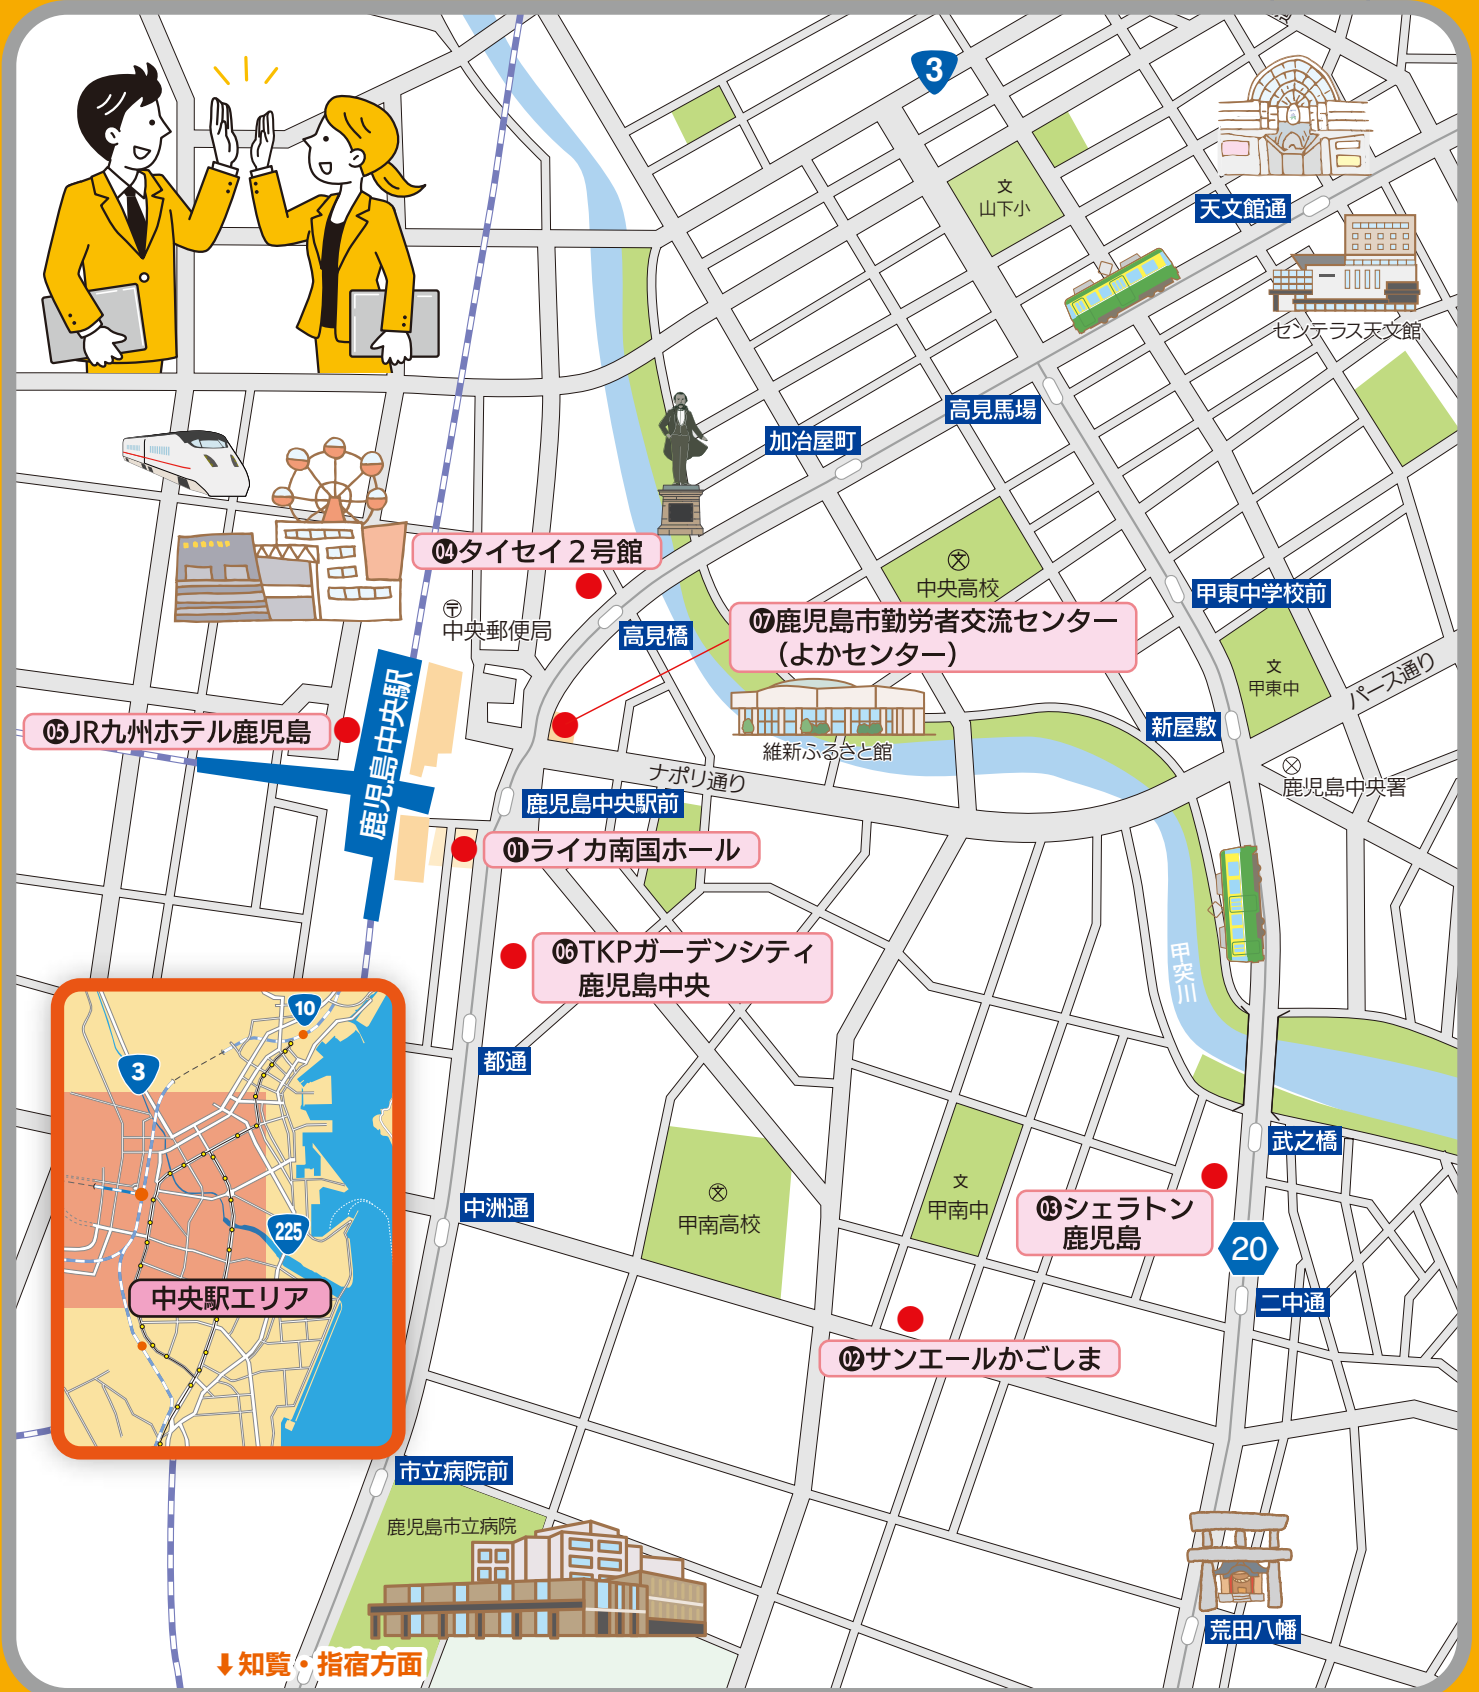 3
文
山下小
天文館通
センテラス天文館
高見馬場
加冶屋町
文
中央高校
04タイセイ2号館
〒
中央郵便局
高見橋
07鹿児島市勤労者交流センター
（よかセンター）
甲東中学校前
文
甲東中
パース通り
維新ふるさと館
新屋敷
鹿児島中央署
05JR九州ホテル鹿児島
鹿児島中央駅
ナポリ通り
鹿児島中央駅前
01ライカ南国ホール
06TKPガーデンシティ
鹿児島中央
甲突川
都通
10
3
225
中央駅エリア
武之橋
中洲通
文
甲南高校
文
甲南中
03シェラトン
鹿児島
20
二中通
02サンエールかごしま
市立病院前
鹿児島市立病院
荒田八幡
⬇知覧・指宿方面